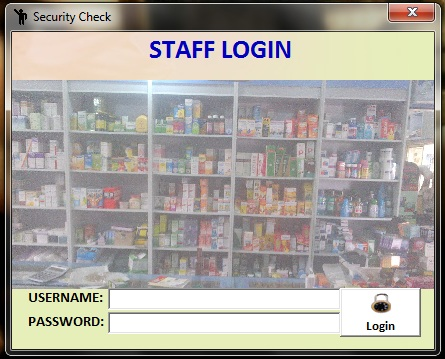 Security Check
STAFF LOGIN
USERNAME:
PASSWORD:
Login